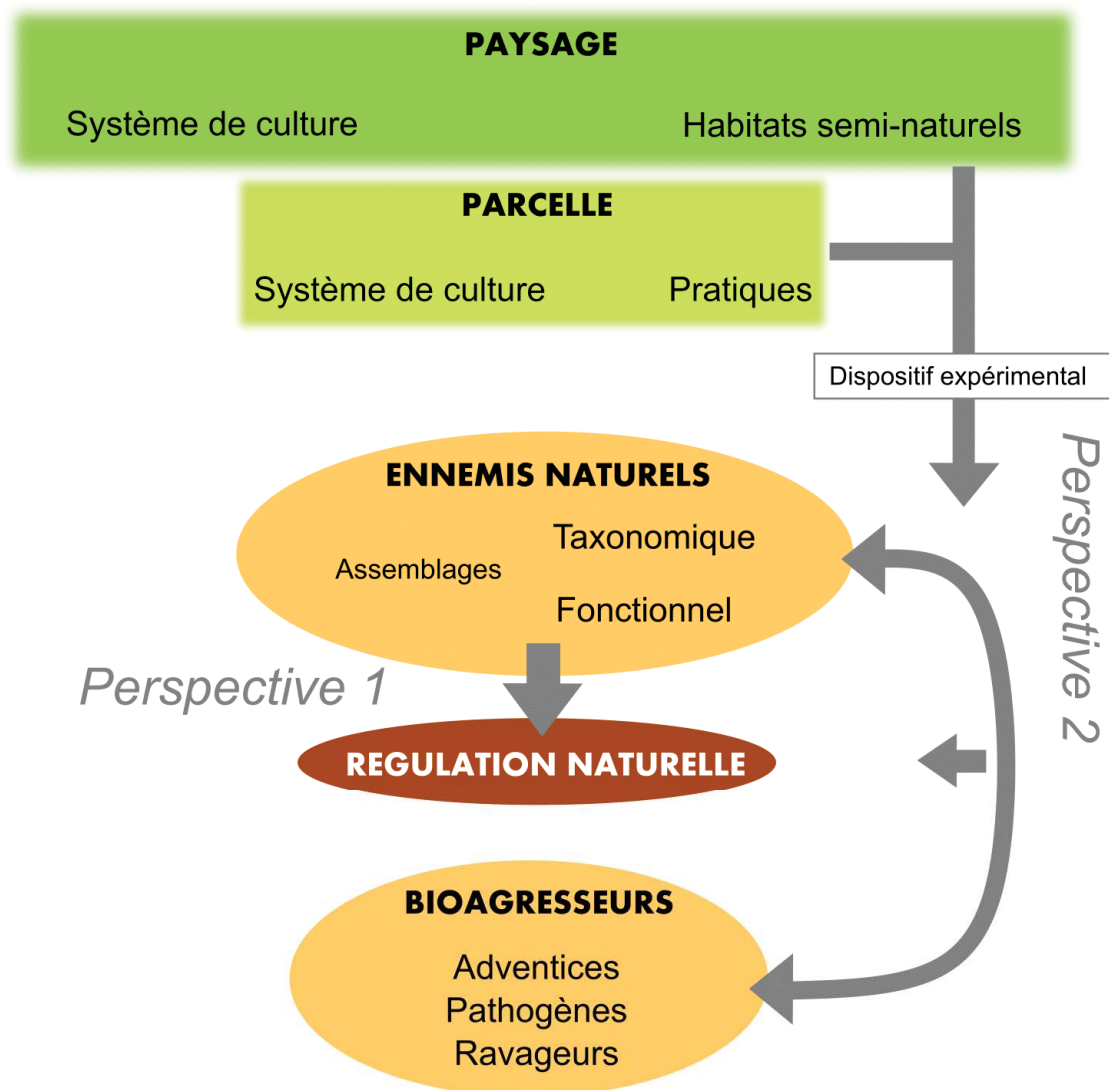 PAYSAGE
Système de culture
Habitats semi-naturels
PARCELLE
Système de culture
Pratiques
Dispositif expérimental
ENNEMIS NATURELS
Taxonomique
Assemblages
Fonctionnel
Perspective 1
Perspective 2
REGULATION NATURELLE
BIOAGRESSEURS
Adventices
Pathogènes
Ravageurs